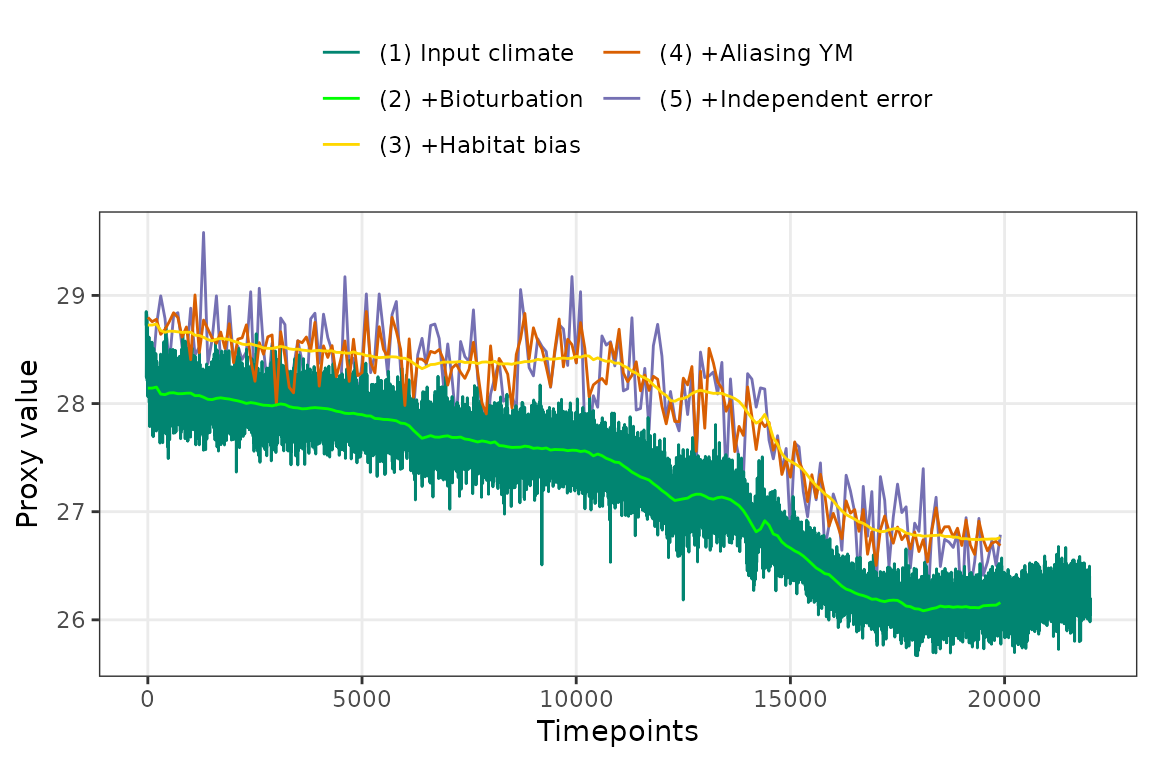 (1) Input climate (4) +Aliasing YM
(2) +Bioturbation (5) +Independent error
(3) +Habitat bias
Proxy value
29
28
27
26
0 5000 10000 15000 20000
Timepoints